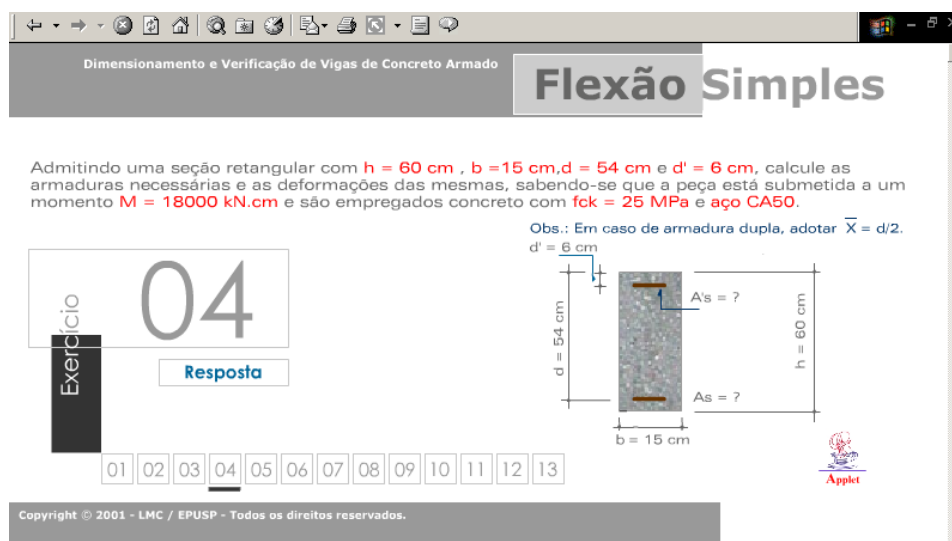 Dimensionamento e Verificação de Vigas de Concreto Armado
Flexão Simples
Admitindo uma seção retangular com h = 60 cm , b =15 cm,d = 54 cm e d' = 6 cm, calcule as
armaduras necessárias e as deformações das mesmas, sabendo-se que a peça está submetida a um
momento M = 18000 kN.cm e são empregados concreto com fck = 25 MPa e aço CA50.
Obs.: Em caso de armadura dupla, adotar X̅ = d/2.
d' = 6 cm
Exercício
04
Resposta
A's = ?
d = 54 cm
h = 60 cm
As = ?
b = 15 cm
01 02 03 04 05 06 07 08 09 10 11 12 13
Applet
Copyright © 2001 - LMC / EPUSP - Todos os direitos reservados.